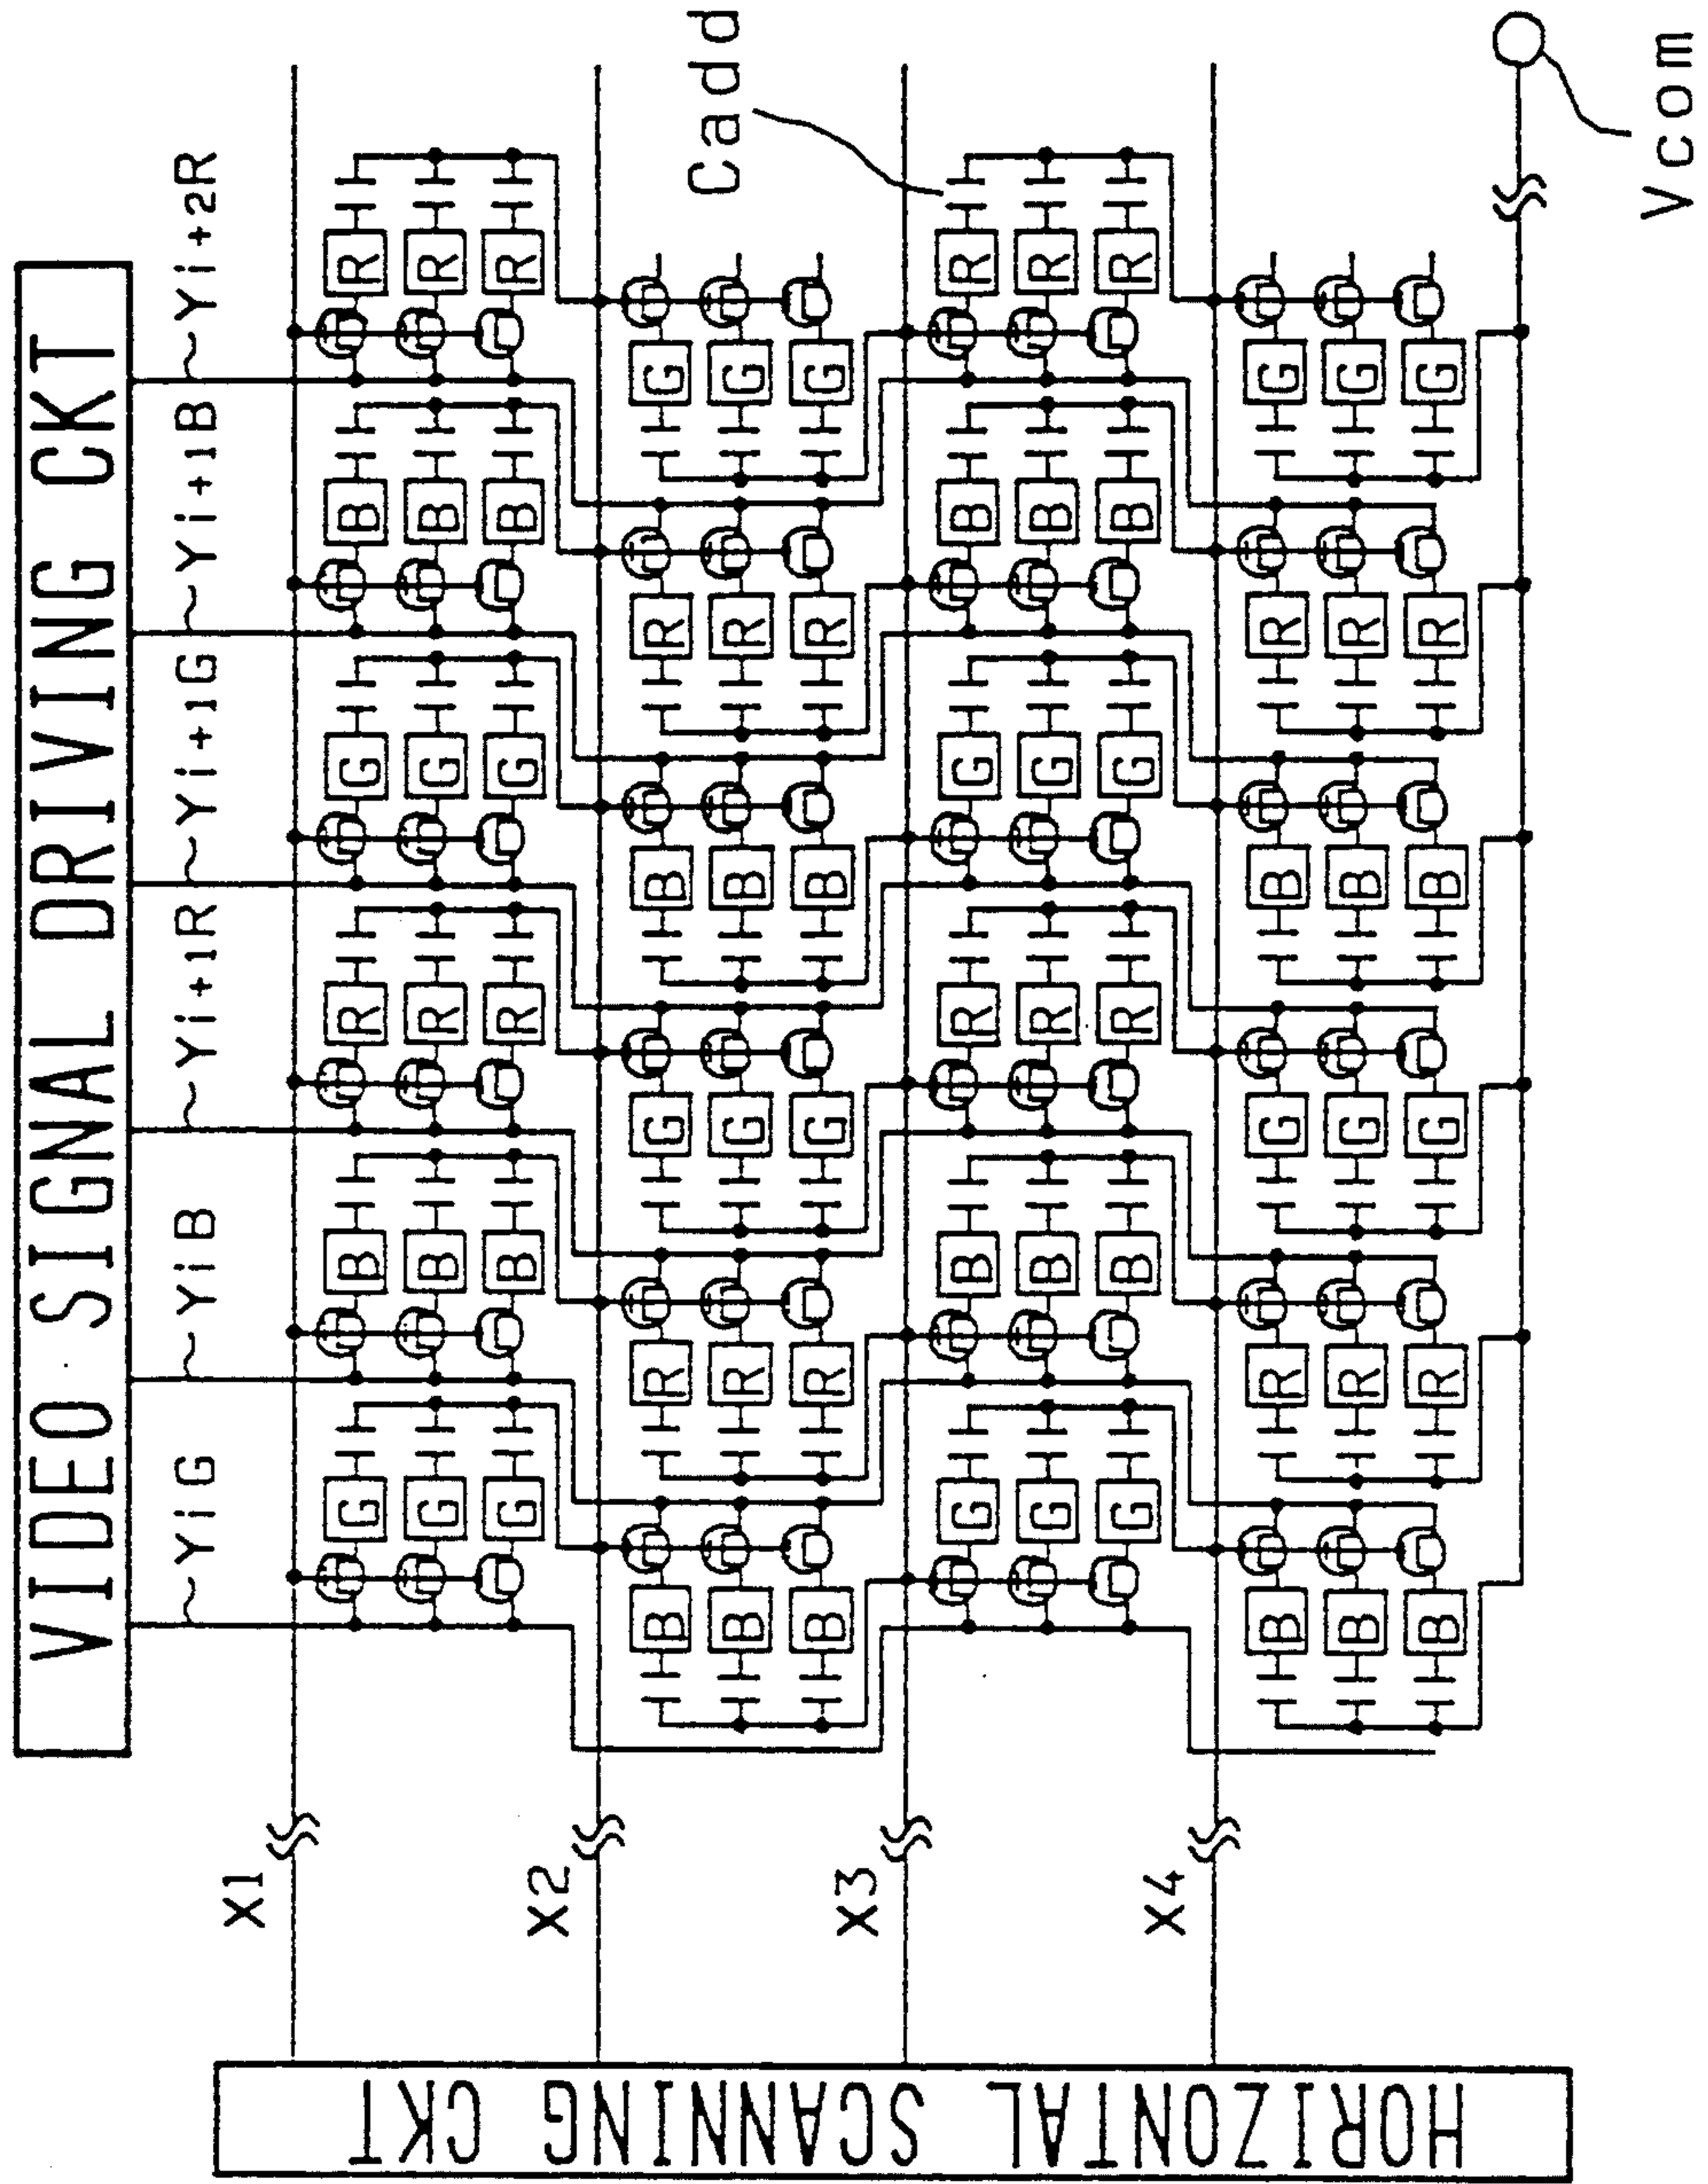 VIDEO SIGNAL DRIVING CKT
YiG YiB Yi+1R Yi+1G Yi+1B Yi+2R
HORIZONTAL SCANNING CKT
X1
G B R G B R
G B R G B R
G B R G B R
X2
B R G B R G
B R G B R G
B R G B R G
Cadd
X3
G B R G B R
G B R G B R
G B R G B R
X4
B R G B R G
B R G B R G
B R G B R G
Vcom